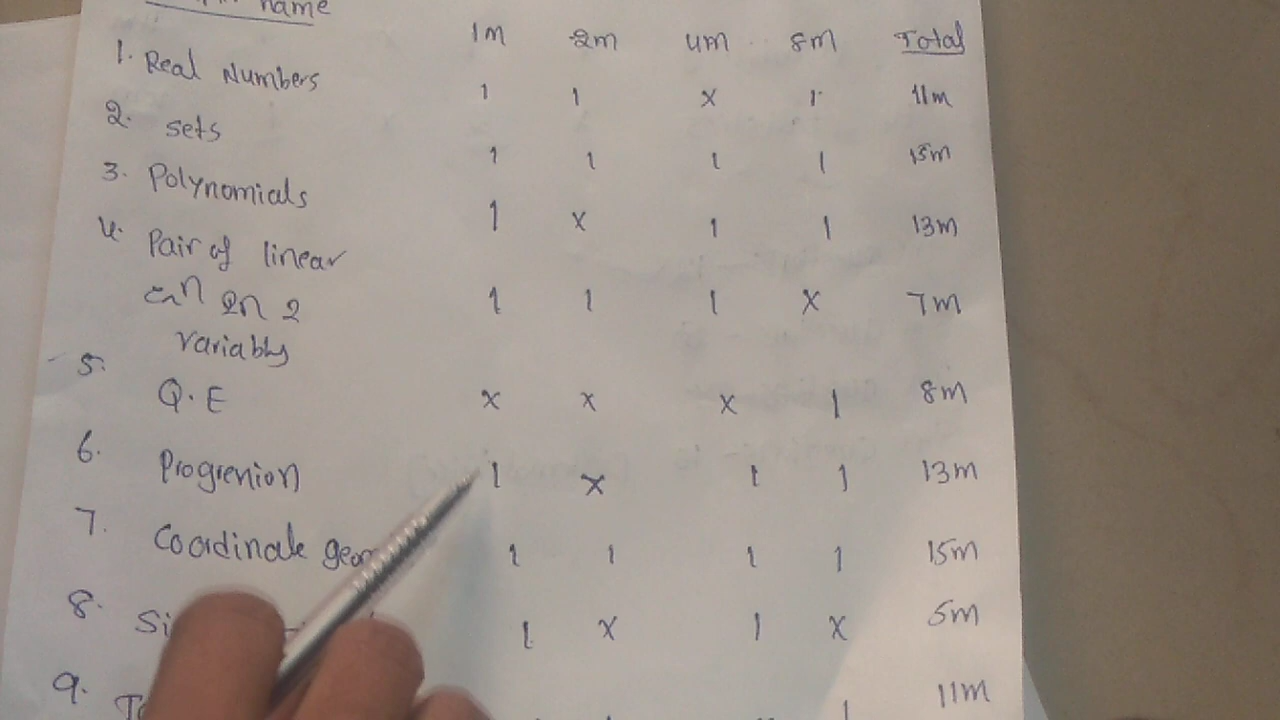 name
1m 2m 4m 8m Total
1. Real Numbers 1 1 x 1 11m
2. sets 1 1 1 1 15m
3. Polynomials 1 x 1 1 13m
4. Pair of linear
eqn in 2 1 1 1 x 7m
variables
5. Q.E x x x 1 8m
6. Progression 1 x 1 1 13m
7. Coordinate 1 1 1 1 15m
8. 1 x 1 x 5m
9. 1 11m